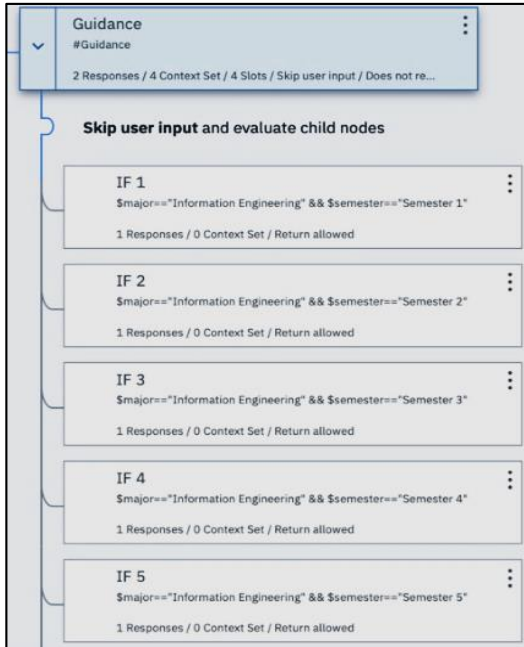 Guidance
#Guidance
2 Responses / 4 Context Set / 4 Slots / Skip user input / Does not re...
Skip user input and evaluate child nodes
IF 1
$major=="Information Engineering" && $semester=="Semester 1"
1 Responses / 0 Context Set / Return allowed
IF 2
$major=="Information Engineering" && $semester=="Semester 2"
1 Responses / 0 Context Set / Return allowed
IF 3
$major=="Information Engineering" && $semester=="Semester 3"
1 Responses / 0 Context Set / Return allowed
IF 4
$major=="Information Engineering" && $semester=="Semester 4"
1 Responses / 0 Context Set / Return allowed
IF 5
$major=="Information Engineering" && $semester=="Semester 5"
1 Responses / 0 Context Set / Return allowed